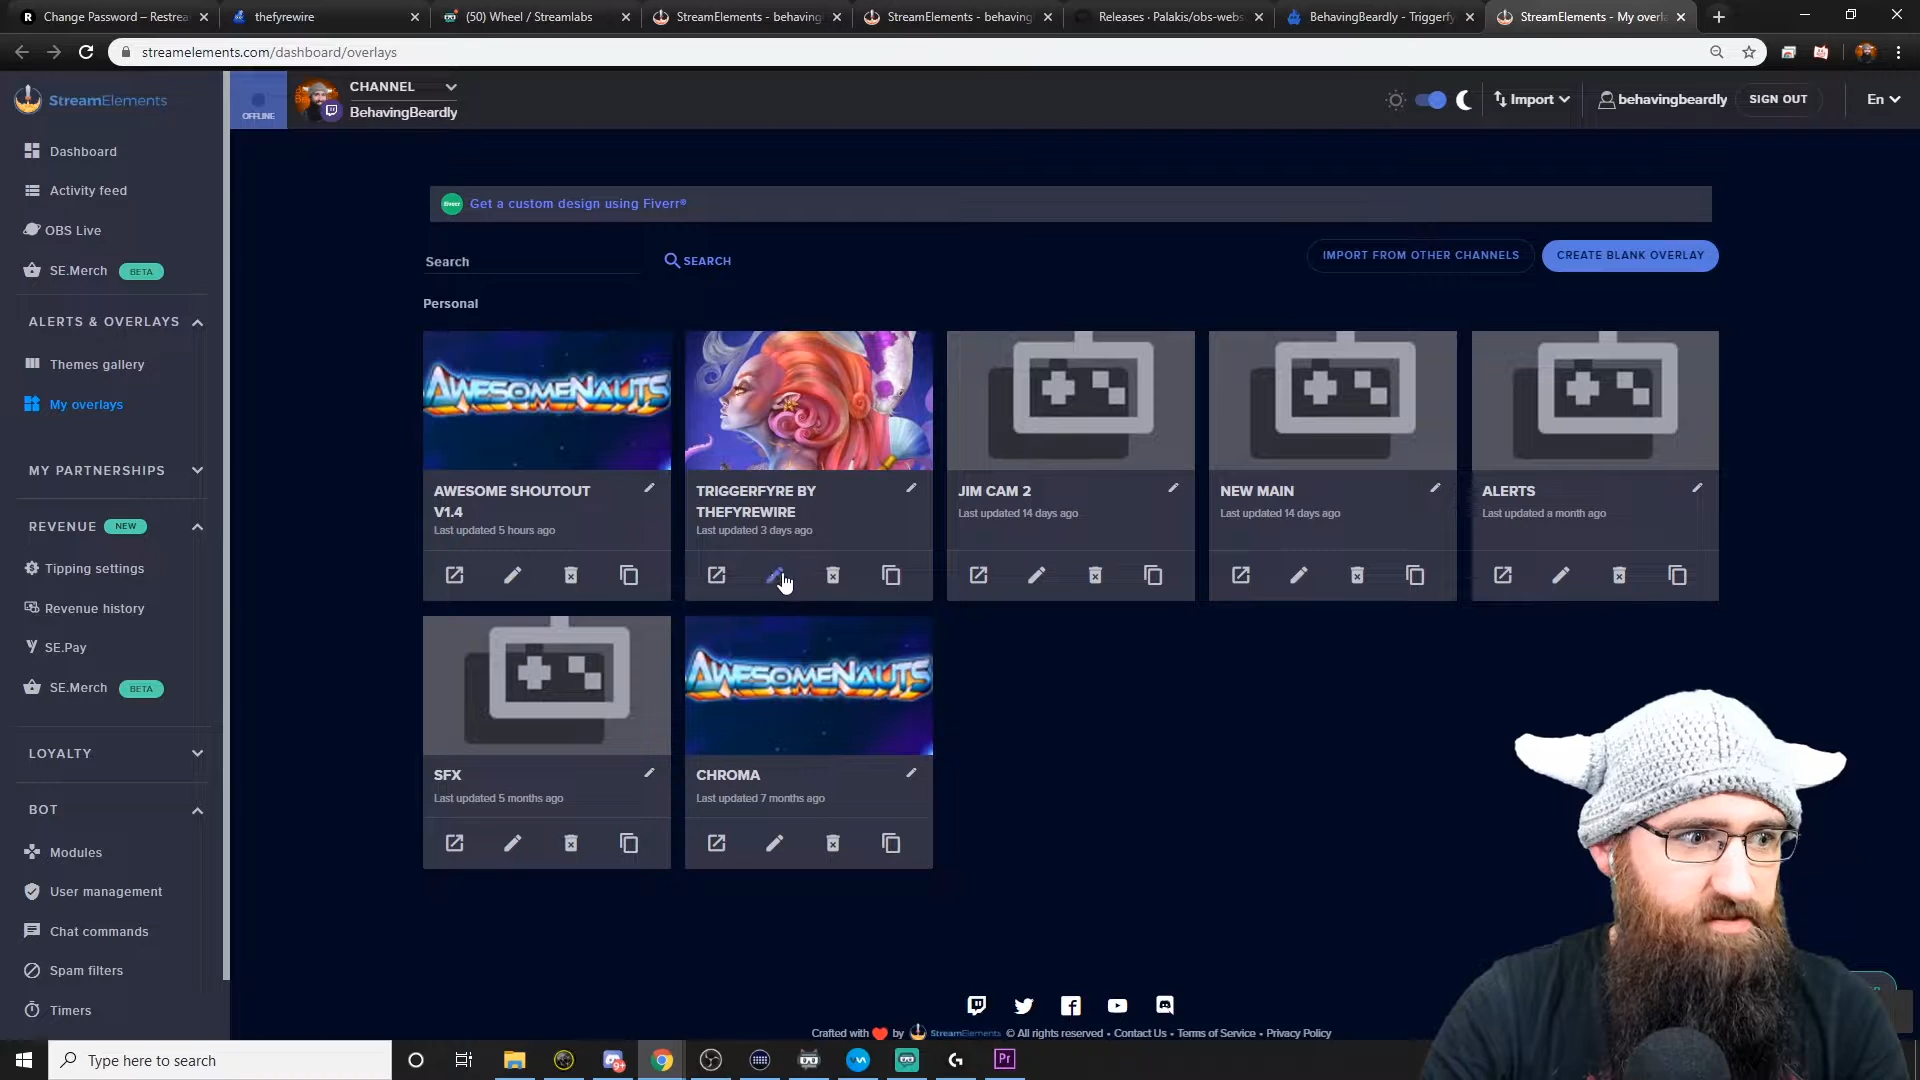 Change Password – Restrea
thefyrewire
(50) Wheel / Streamlabs
StreamElements - behaving
StreamElements - behaving
Releases · Palakis/obs-webs
BehavingBeardly - Triggerfy
StreamElements - My overla
streamelements.com/dashboard/overlays
StreamElements
OFFLINE
CHANNEL
BehavingBeardly
Import
behavingbeardly
SIGN OUT
En
Dashboard
Activity feed
OBS Live
SE.Merch BETA
ALERTS & OVERLAYS
Themes gallery
My overlays
MY PARTNERSHIPS
REVENUE NEW
Tipping settings
Revenue history
SE.Pay
SE.Merch BETA
LOYALTY
BOT
Modules
User management
Chat commands
Spam filters
Timers
fiverr Get a custom design using Fiverr®
Search
SEARCH
IMPORT FROM OTHER CHANNELS
CREATE BLANK OVERLAY
Personal
AWESOMENAUTS
AWESOME SHOUTOUT
V1.4
Last updated 5 hours ago
TRIGGERFYRE BY
THEFYREWIRE
Last updated 3 days ago
JIM CAM 2
Last updated 14 days ago
NEW MAIN
Last updated 14 days ago
ALERTS
Last updated a month ago
SFX
Last updated 5 months ago
AWESOMENAUTS
CHROMA
Last updated 7 months ago
Crafted with ❤ by StreamElements © All rights reserved • Contact Us • Terms of Service • Privacy Policy
Type here to search
9+
Pr